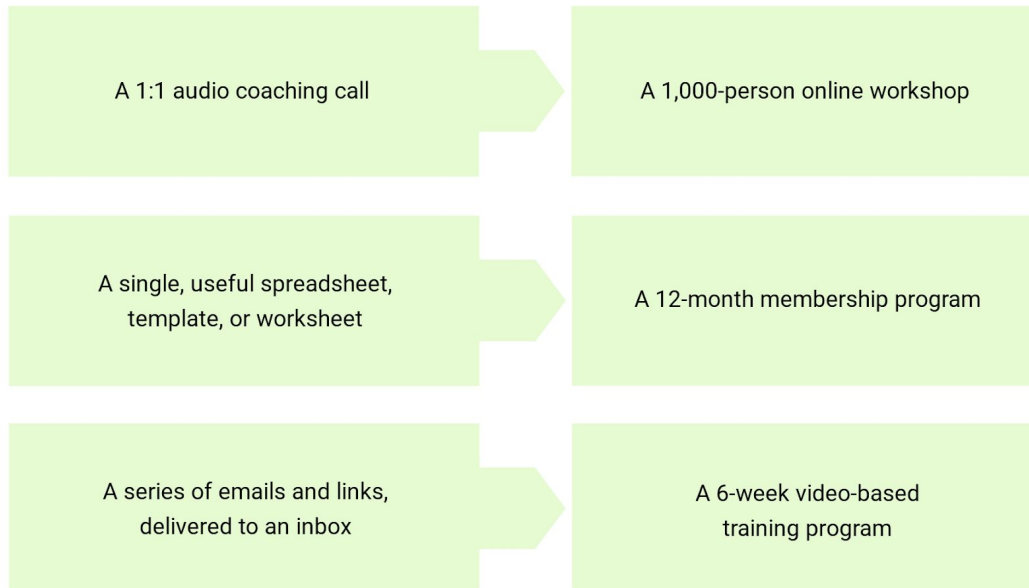 A 1:1 audio coaching call
A 1,000-person online workshop
A single, useful spreadsheet,
template, or worksheet
A 12-month membership program
A series of emails and links,
delivered to an inbox
A 6-week video-based
training program